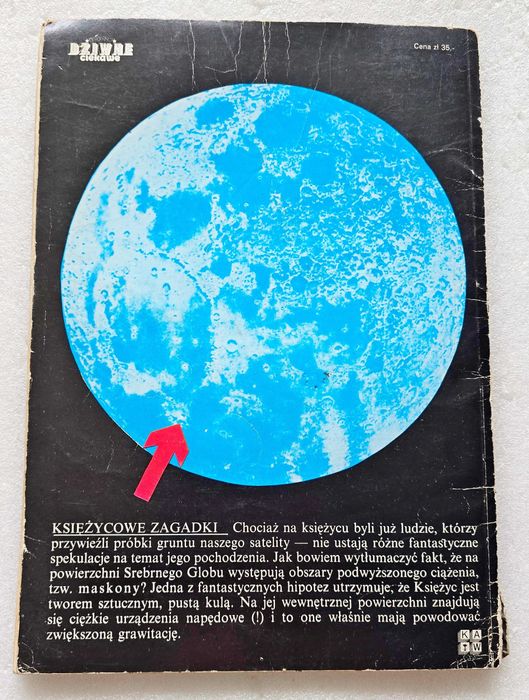 DZIWNE
ciekawe
Cena zł 35,-
KSIĘŻYCOWE ZAGADKI Chociaż na księżycu byli już ludzie, którzy
przywieźli próbki gruntu naszego satelity — nie ustają różne fantastyczne
spekulacje na temat jego pochodzenia. Jak bowiem wytłumaczyć fakt, że na
powierzchni Srebrnego Globu występują obszary podwyższonego ciążenia,
tzw. maskony? Jedna z fantastycznych hipotez utrzymuje, że Księżyc jest
tworem sztucznym, pustą kulą. Na jej wewnętrznej powierzchni znajdują
się ciężkie urządzenia napędowe (!) i to one właśnie mają powodować
zwiększoną grawitację.
KA
TW